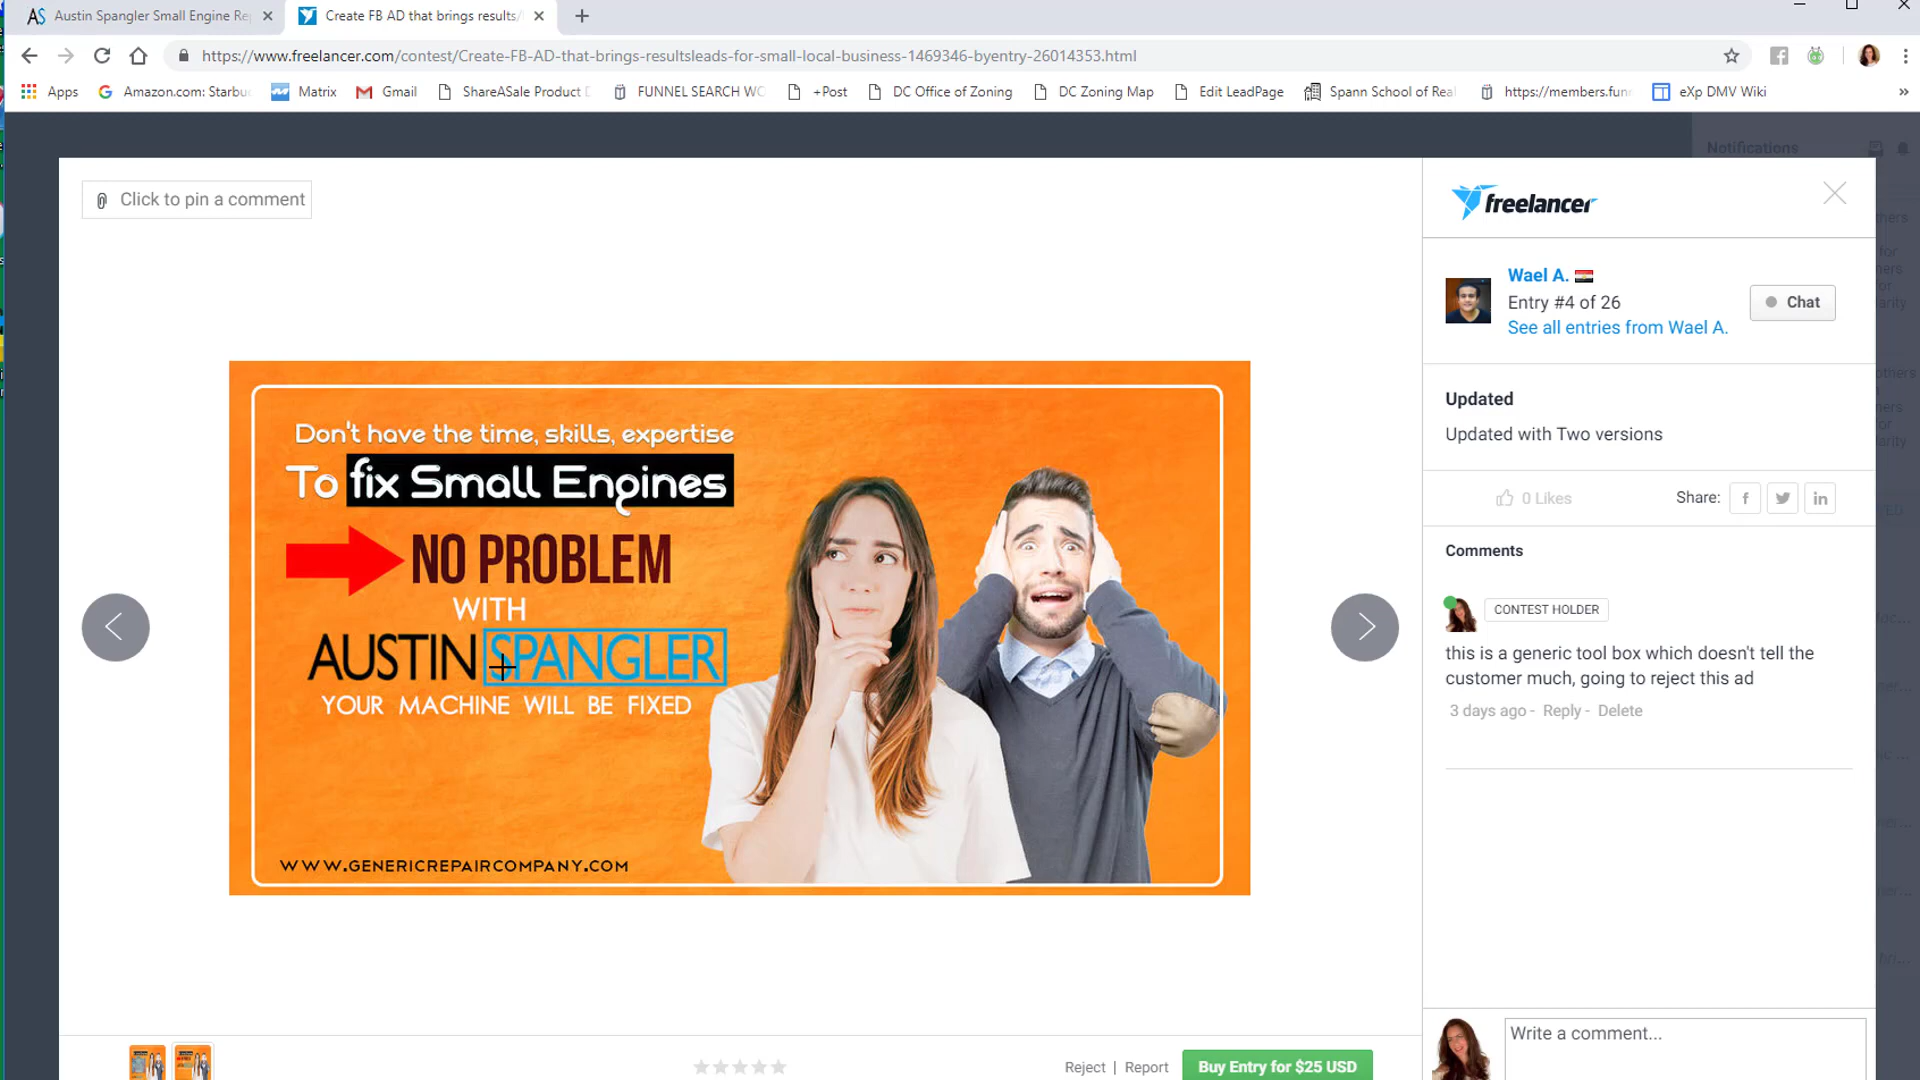 Austin Spangler Small Engine Re
Create FB AD that brings results/
https://www.freelancer.com/contest/Create-FB-AD-that-brings-resultsleads-for-small-local-business-1469346-byentry-26014353.html
Apps
Amazon.com: Starbu
Matrix
Gmail
ShareASale Product
FUNNEL SEARCH WO
+Post
DC Office of Zoning
DC Zoning Map
Edit LeadPage
Spann School of Rea
https://members.fun
eXp DMV Wiki
»
Notifications
Click to pin a comment
freelancer
Wael A.
Entry #4 of 26
See all entries from Wael A.
Chat
Updated
Updated with Two versions
0 Likes
Share:
Comments
CONTEST HOLDER
this is a generic tool box which doesn't tell the
customer much, going to reject this ad
3 days ago - Reply - Delete
Don't have the time, skills, expertise
To fix Small Engines
NO PROBLEM
WITH
AUSTIN SPANGLER
YOUR MACHINE WILL BE FIXED
WWW.GENERICREPAIRCOMPANY.COM
Reject | Report
Buy Entry for $25 USD
Write a comment...